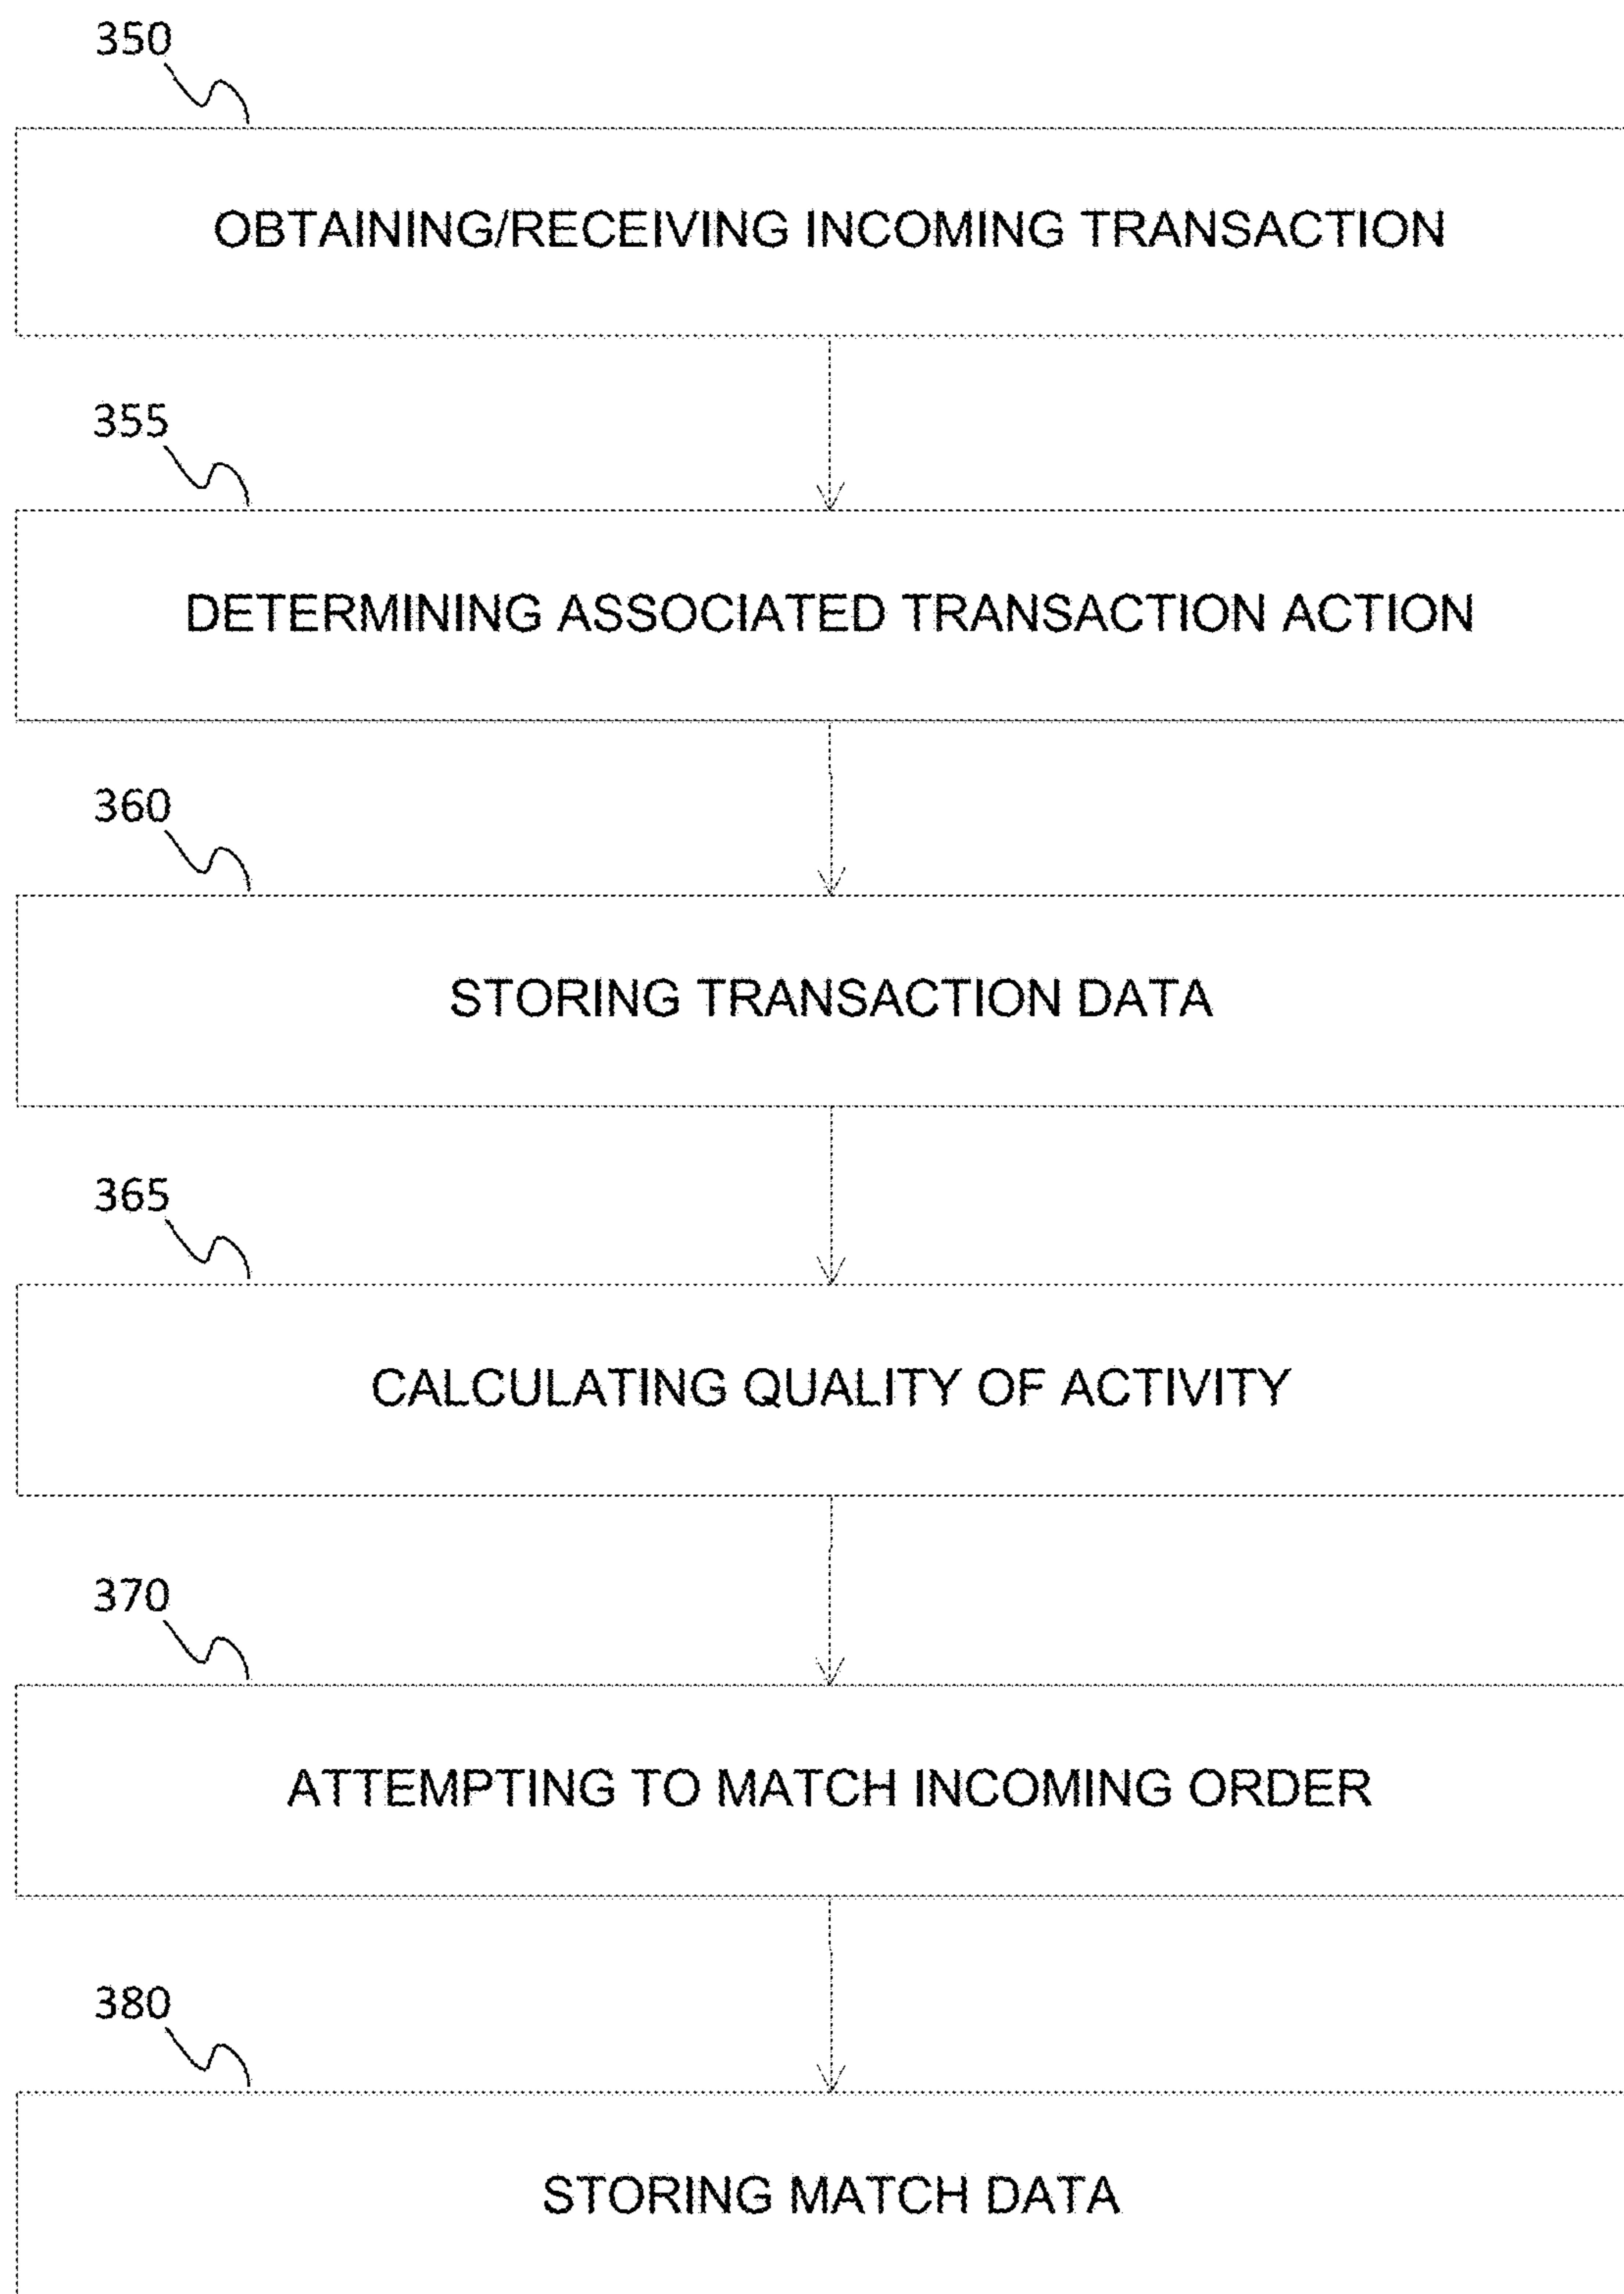 350
OBTAINING/RECEIVING INCOMING TRANSACTION
355
DETERMINING ASSOCIATED TRANSACTION ACTION
360
STORING TRANSACTION DATA
365
CALCULATING QUALITY OF ACTIVITY
370
ATTEMPTING TO MATCH INCOMING ORDER
380
STORING MATCH DATA